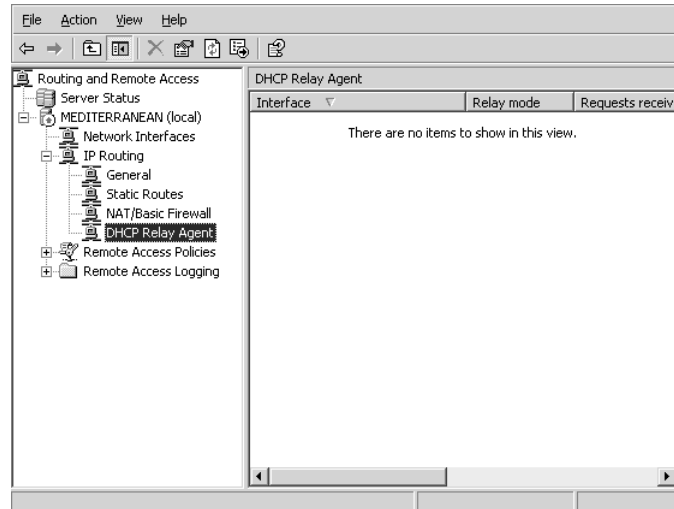 File Action View Help
Routing and Remote Access
Server Status
MEDITERRANEAN (local)
Network Interfaces
IP Routing
General
Static Routes
NAT/Basic Firewall
DHCP Relay Agent
Remote Access Policies
Remote Access Logging
DHCP Relay Agent
Interface Relay mode Requests receiv
There are no items to show in this view.